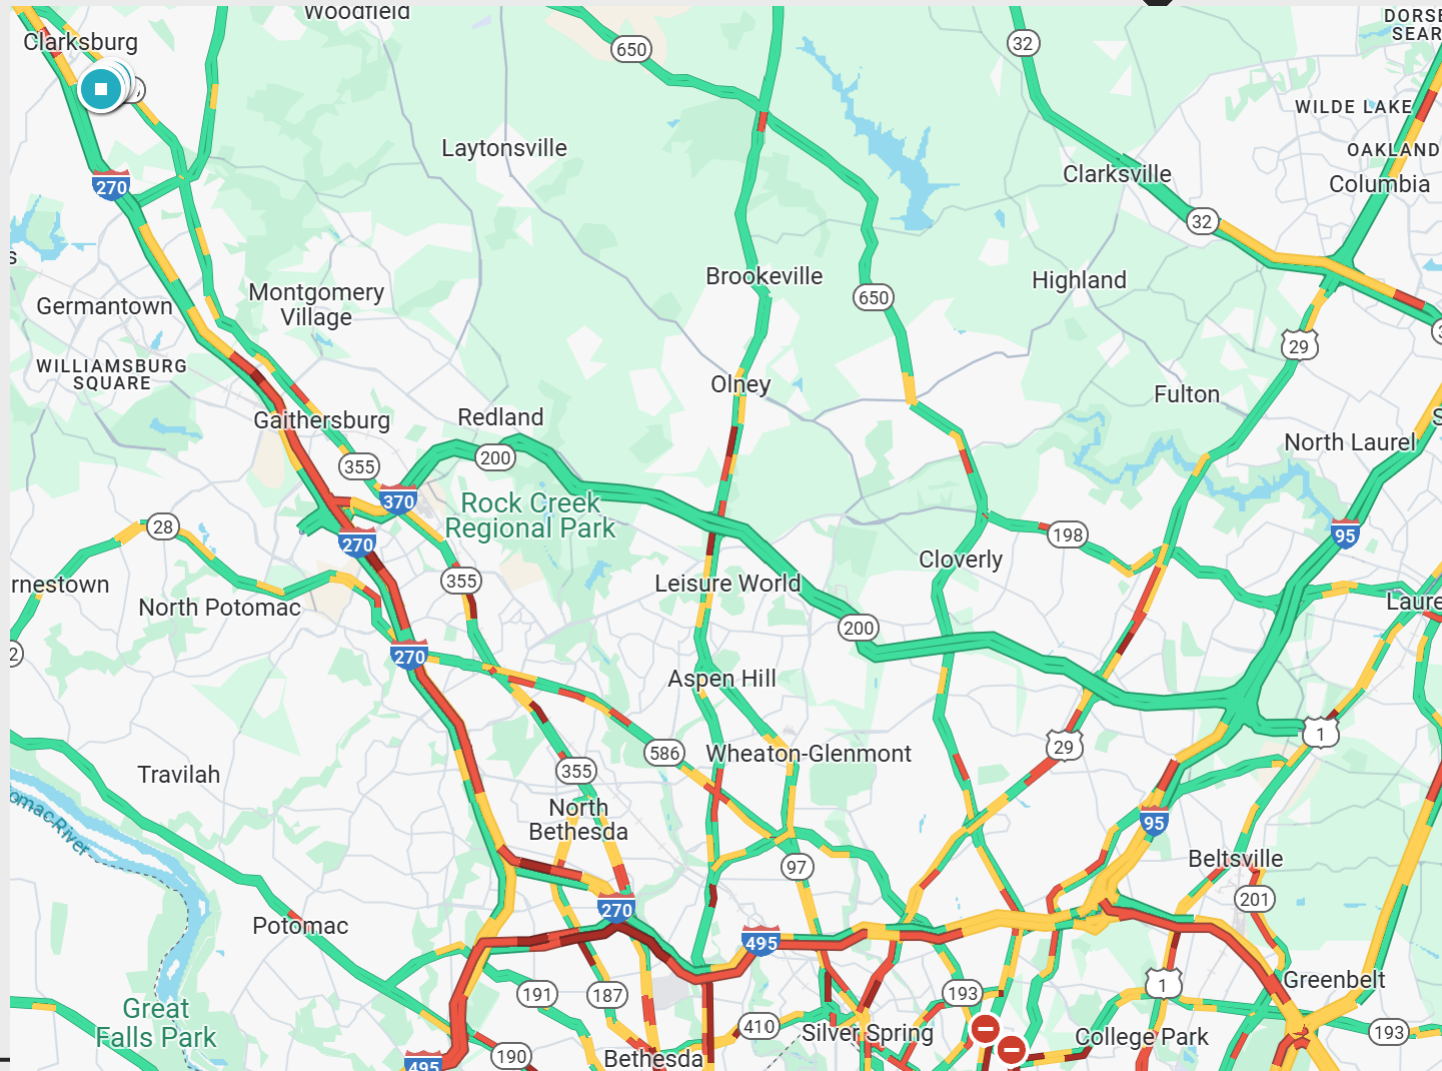 Woodfield
DORSE
SEAR
Clarksburg
650
32
WILDE LAKE
Laytonsville
OAKLAND
Clarksville
Columbia
270
32
Brookeville
Highland
Germantown
Montgomery
Village
650
29
WILLIAMSBURG
SQUARE
Olney
Fulton
Gaithersburg
Redland
North Laurel
S
200
355
370
Rock Creek
Regional Park
28
270
198
95
Cloverly
rnestown
355
Leisure World
Laure
North Potomac
200
2
270
Aspen Hill
1
586
Wheaton-Glenmont
29
355
Travilah
omac River
North
Bethesda
95
97
Beltsville
201
270
Potomac
495
Greenbelt
1
191
187
193
Great
Falls Park
410
Silver Spring
College Park
193
190
Bethesda
495